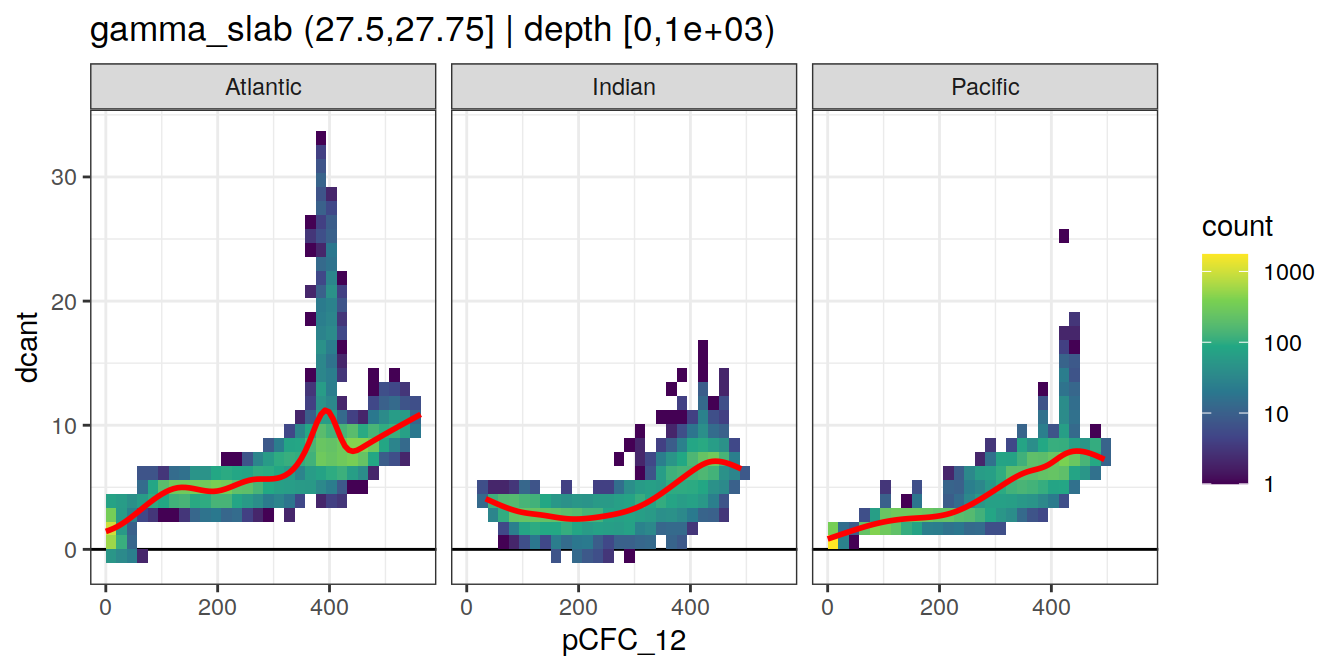 gamma_slab (27.5,27.75] | depth [0,1e+03)
Atlantic Indian Pacific
30
20
10
0
dcant
0 200 400 0 200 400 0 200 400
pCFC_12
count
1000
100
10
1